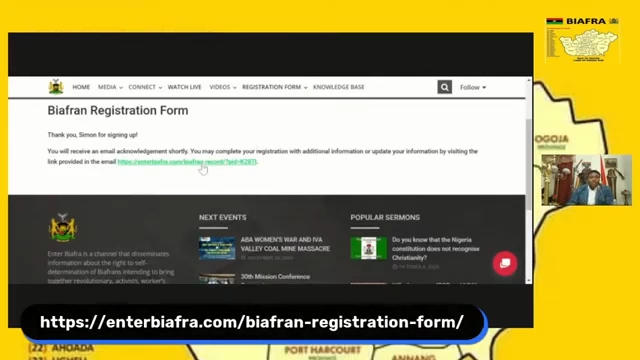 BIAFRA
HOME MEDIA CONNECT WATCH LIVE VIDEOS REGISTRATION FORM KNOWLEDGE BASE Follow
Biafran Registration Form
Thank you, Simon for signing up!
You will receive an email acknowledgement shortly. You may complete your registration with additional information or update your information by visiting the
link provided in the email
NEXT EVENTS
POPULAR SERMONS
Enter Biafra is a channel that disseminates
information about the right to self-
determination of Biafrans intending to bring
together revolutionary, activists, worker's
ABA WOMEN'S WAR AND IVA
VALLEY COAL MINE MASSACRE
30th Mission Conference
Do you know that the Nigeria
constitution does not recognise
Christianity?
https://enterbiafra.com/biafran-registration-form/
OGOJA
(22) AHOADA
PORT HARCOURT
ANNANG